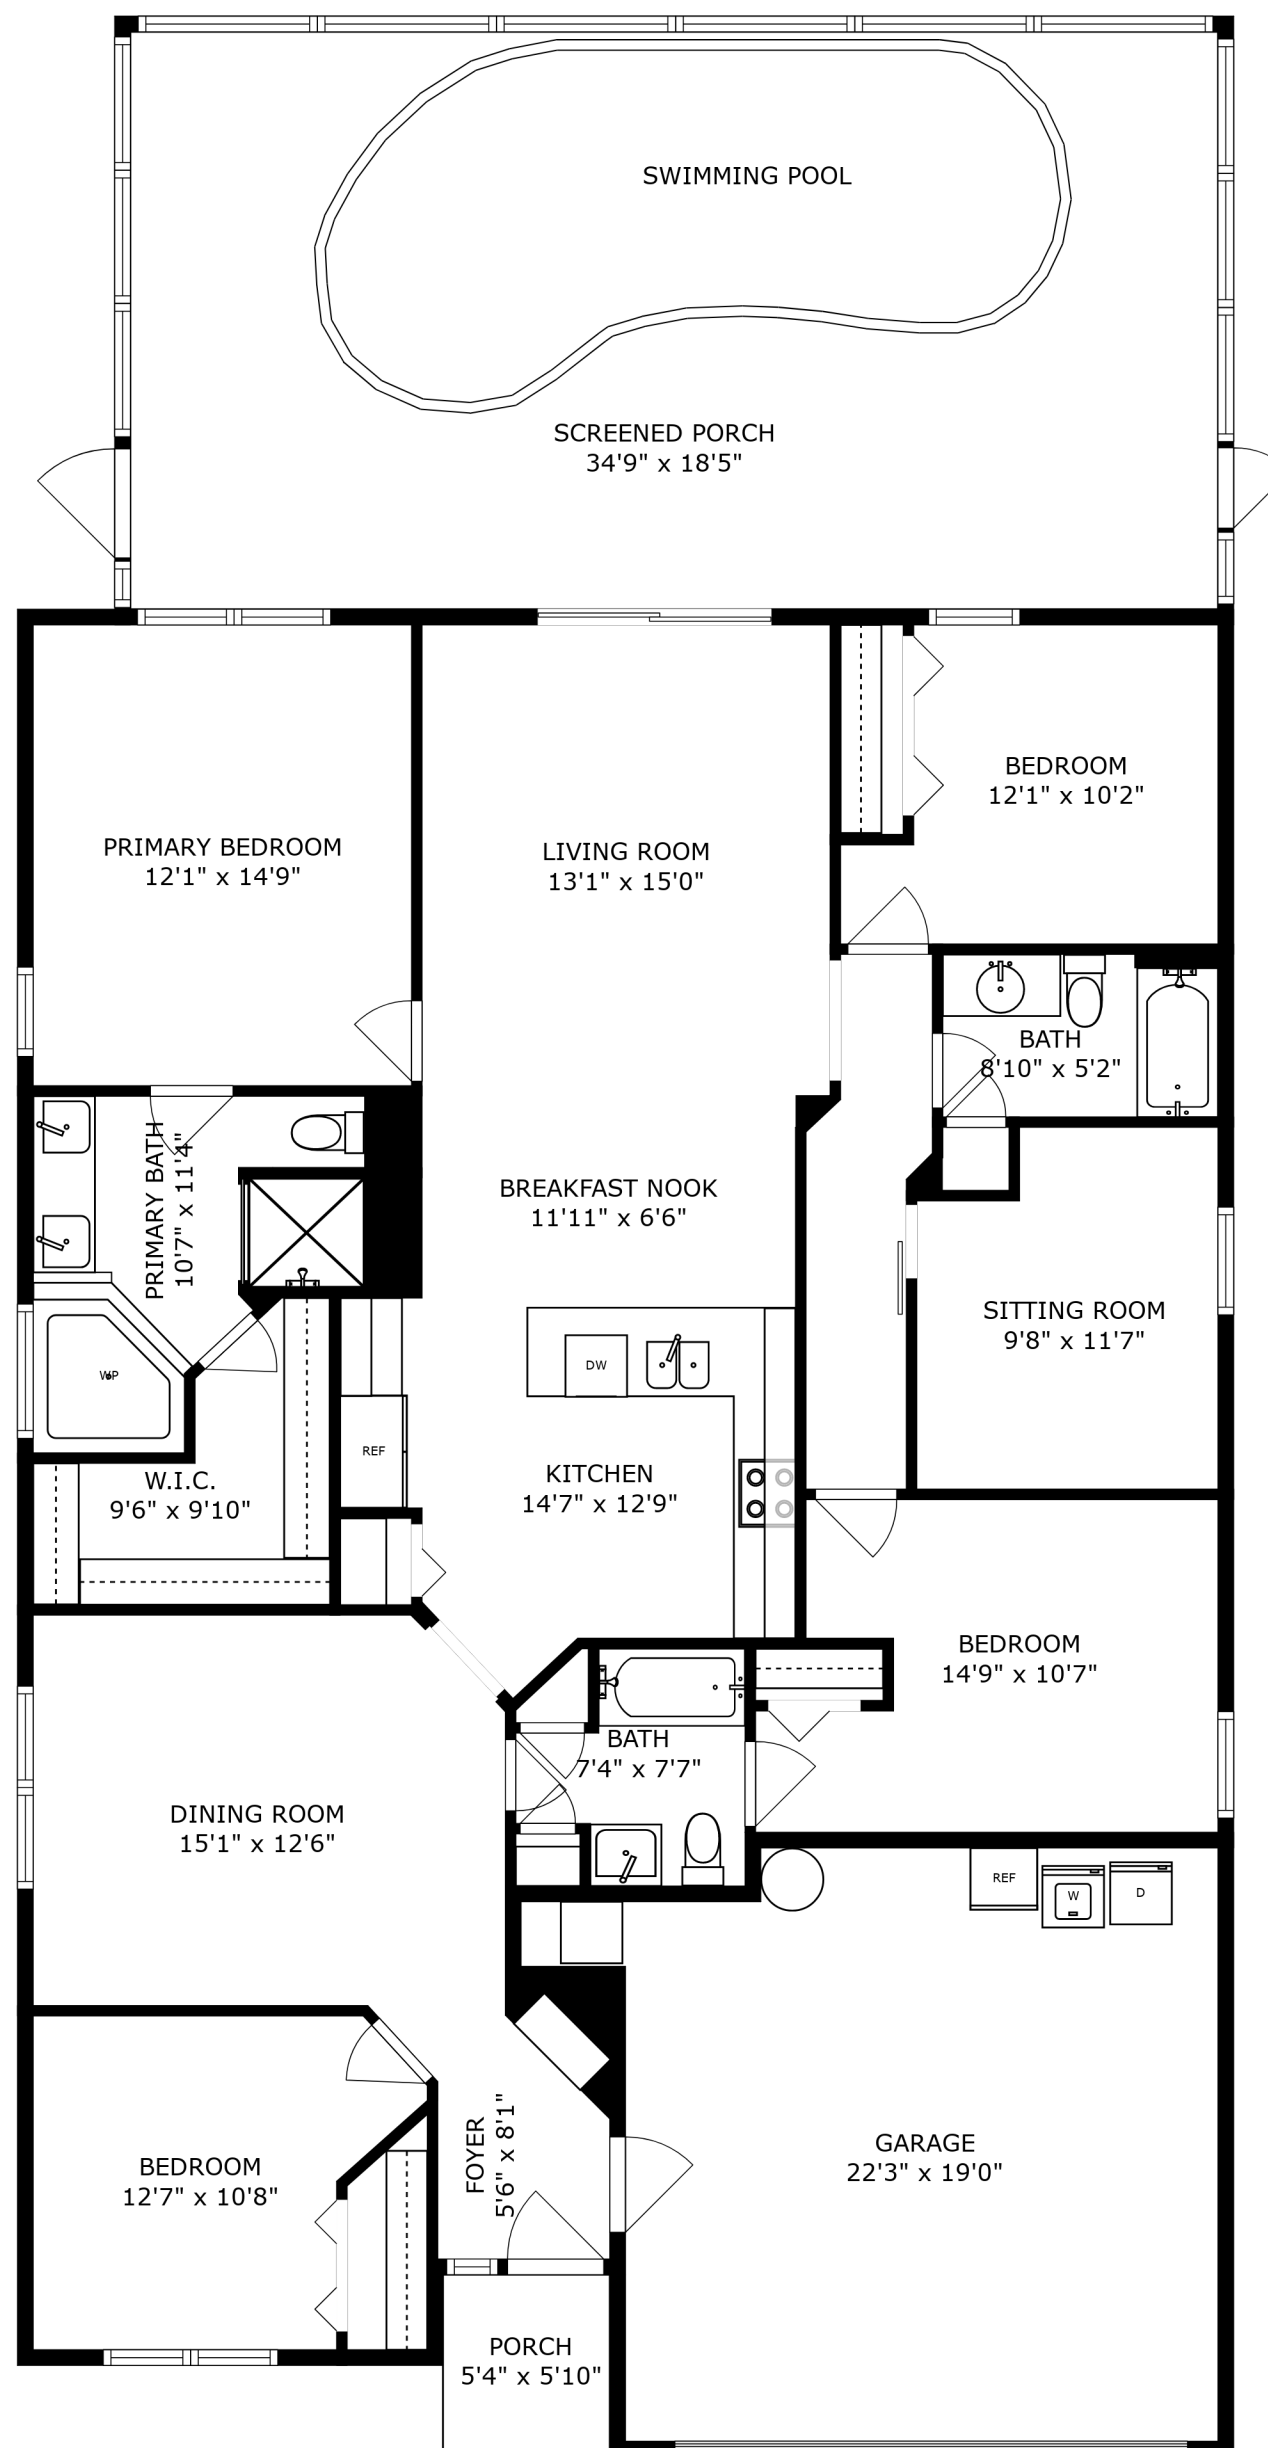 SWIMMING POOL
SCREENED PORCH
34'9" x 18'5"
BEDROOM
12'1" x 10'2"
PRIMARY BEDROOM
12'1" x 14'9"
LIVING ROOM
13'1" x 15'0"
BATH
8'10" x 5'2"
PRIMARY BATH
10'7" x 11'4"
BREAKFAST NOOK
11'11" x 6'6"
SITTING ROOM
9'8" x 11'7"
WP
DW
REF
W.I.C.
9'6" x 9'10"
KITCHEN
14'7" x 12'9"
BEDROOM
14'9" x 10'7"
BATH
7'4" x 7'7"
DINING ROOM
15'1" x 12'6"
REF
W
D
FOYER
5'6" x 8'1"
GARAGE
22'3" x 19'0"
BEDROOM
12'7" x 10'8"
PORCH
5'4" x 5'10"